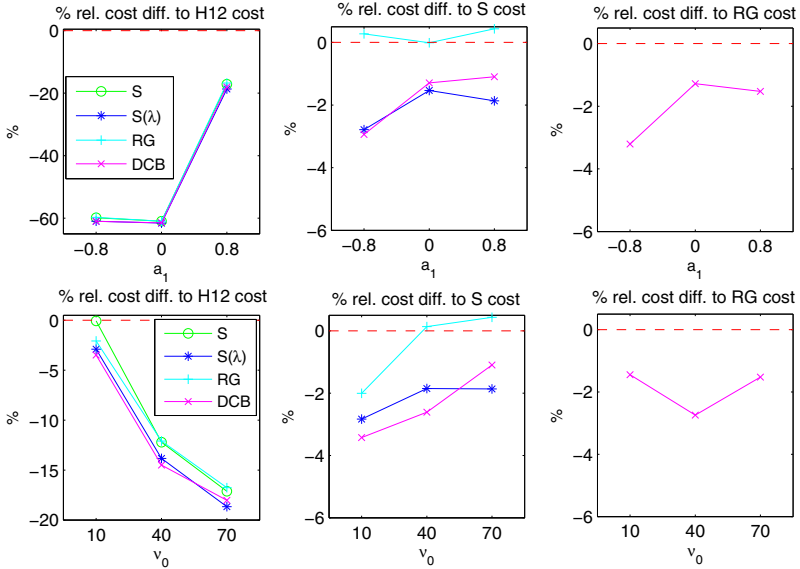 % rel. cost diff. to H12 cost
0
−20
−40
−60
%
S
S(λ)
RG
DCB
−0.8
0
0.8
a1
% rel. cost diff. to S cost
0
−2
−4
−6
%
−0.8
0
0.8
a1
% rel. cost diff. to RG cost
0
−2
−4
−6
%
−0.8
0
0.8
a1
% rel. cost diff. to H12 cost
0
−5
−10
−15
−20
%
S
S(λ)
RG
DCB
10
40
70
ν0
% rel. cost diff. to S cost
0
−2
−4
−6
%
10
40
70
ν0
% rel. cost diff. to RG cost
0
−2
−4
−6
%
10
40
70
ν0